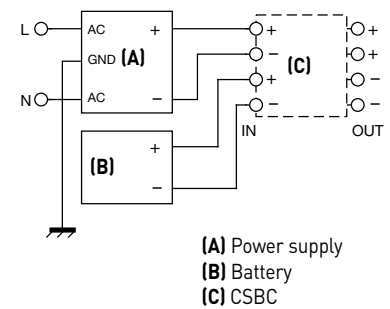 L AC + + +
GND (A) - (C) +
+ -
N AC - - -
IN OUT
(B) +
-
(A) Power supply
(B) Battery
(C) CSBC